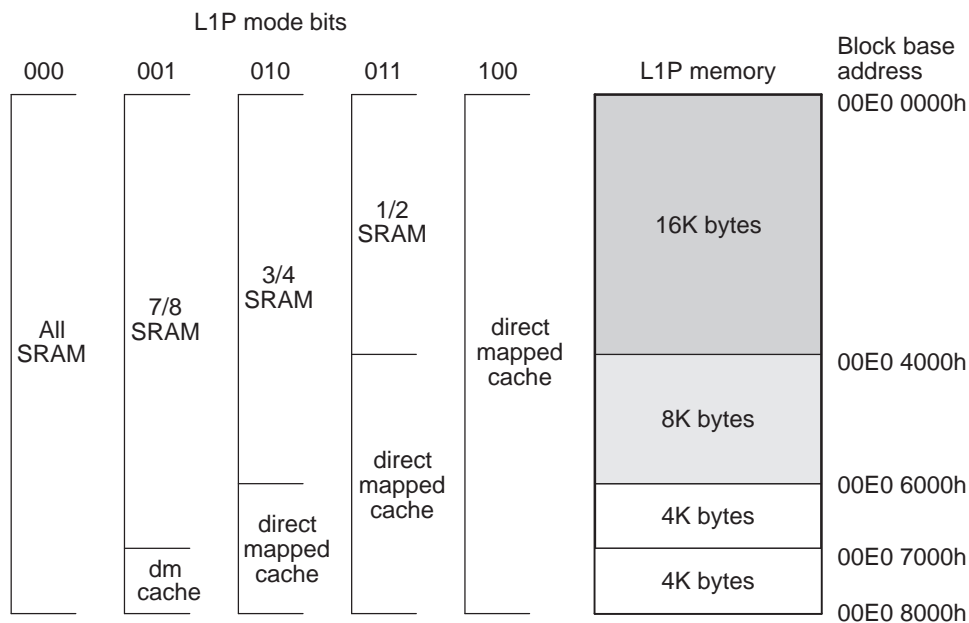 L1P mode bits
000 001 010 011 100 L1P memory Block base address
00E0 0000h
1/2 SRAM
16K bytes
3/4 SRAM
7/8 SRAM
All SRAM
direct mapped cache
00E0 4000h
8K bytes
direct mapped cache
00E0 6000h
4K bytes
direct mapped cache
00E0 7000h
dm cache
4K bytes
00E0 8000h